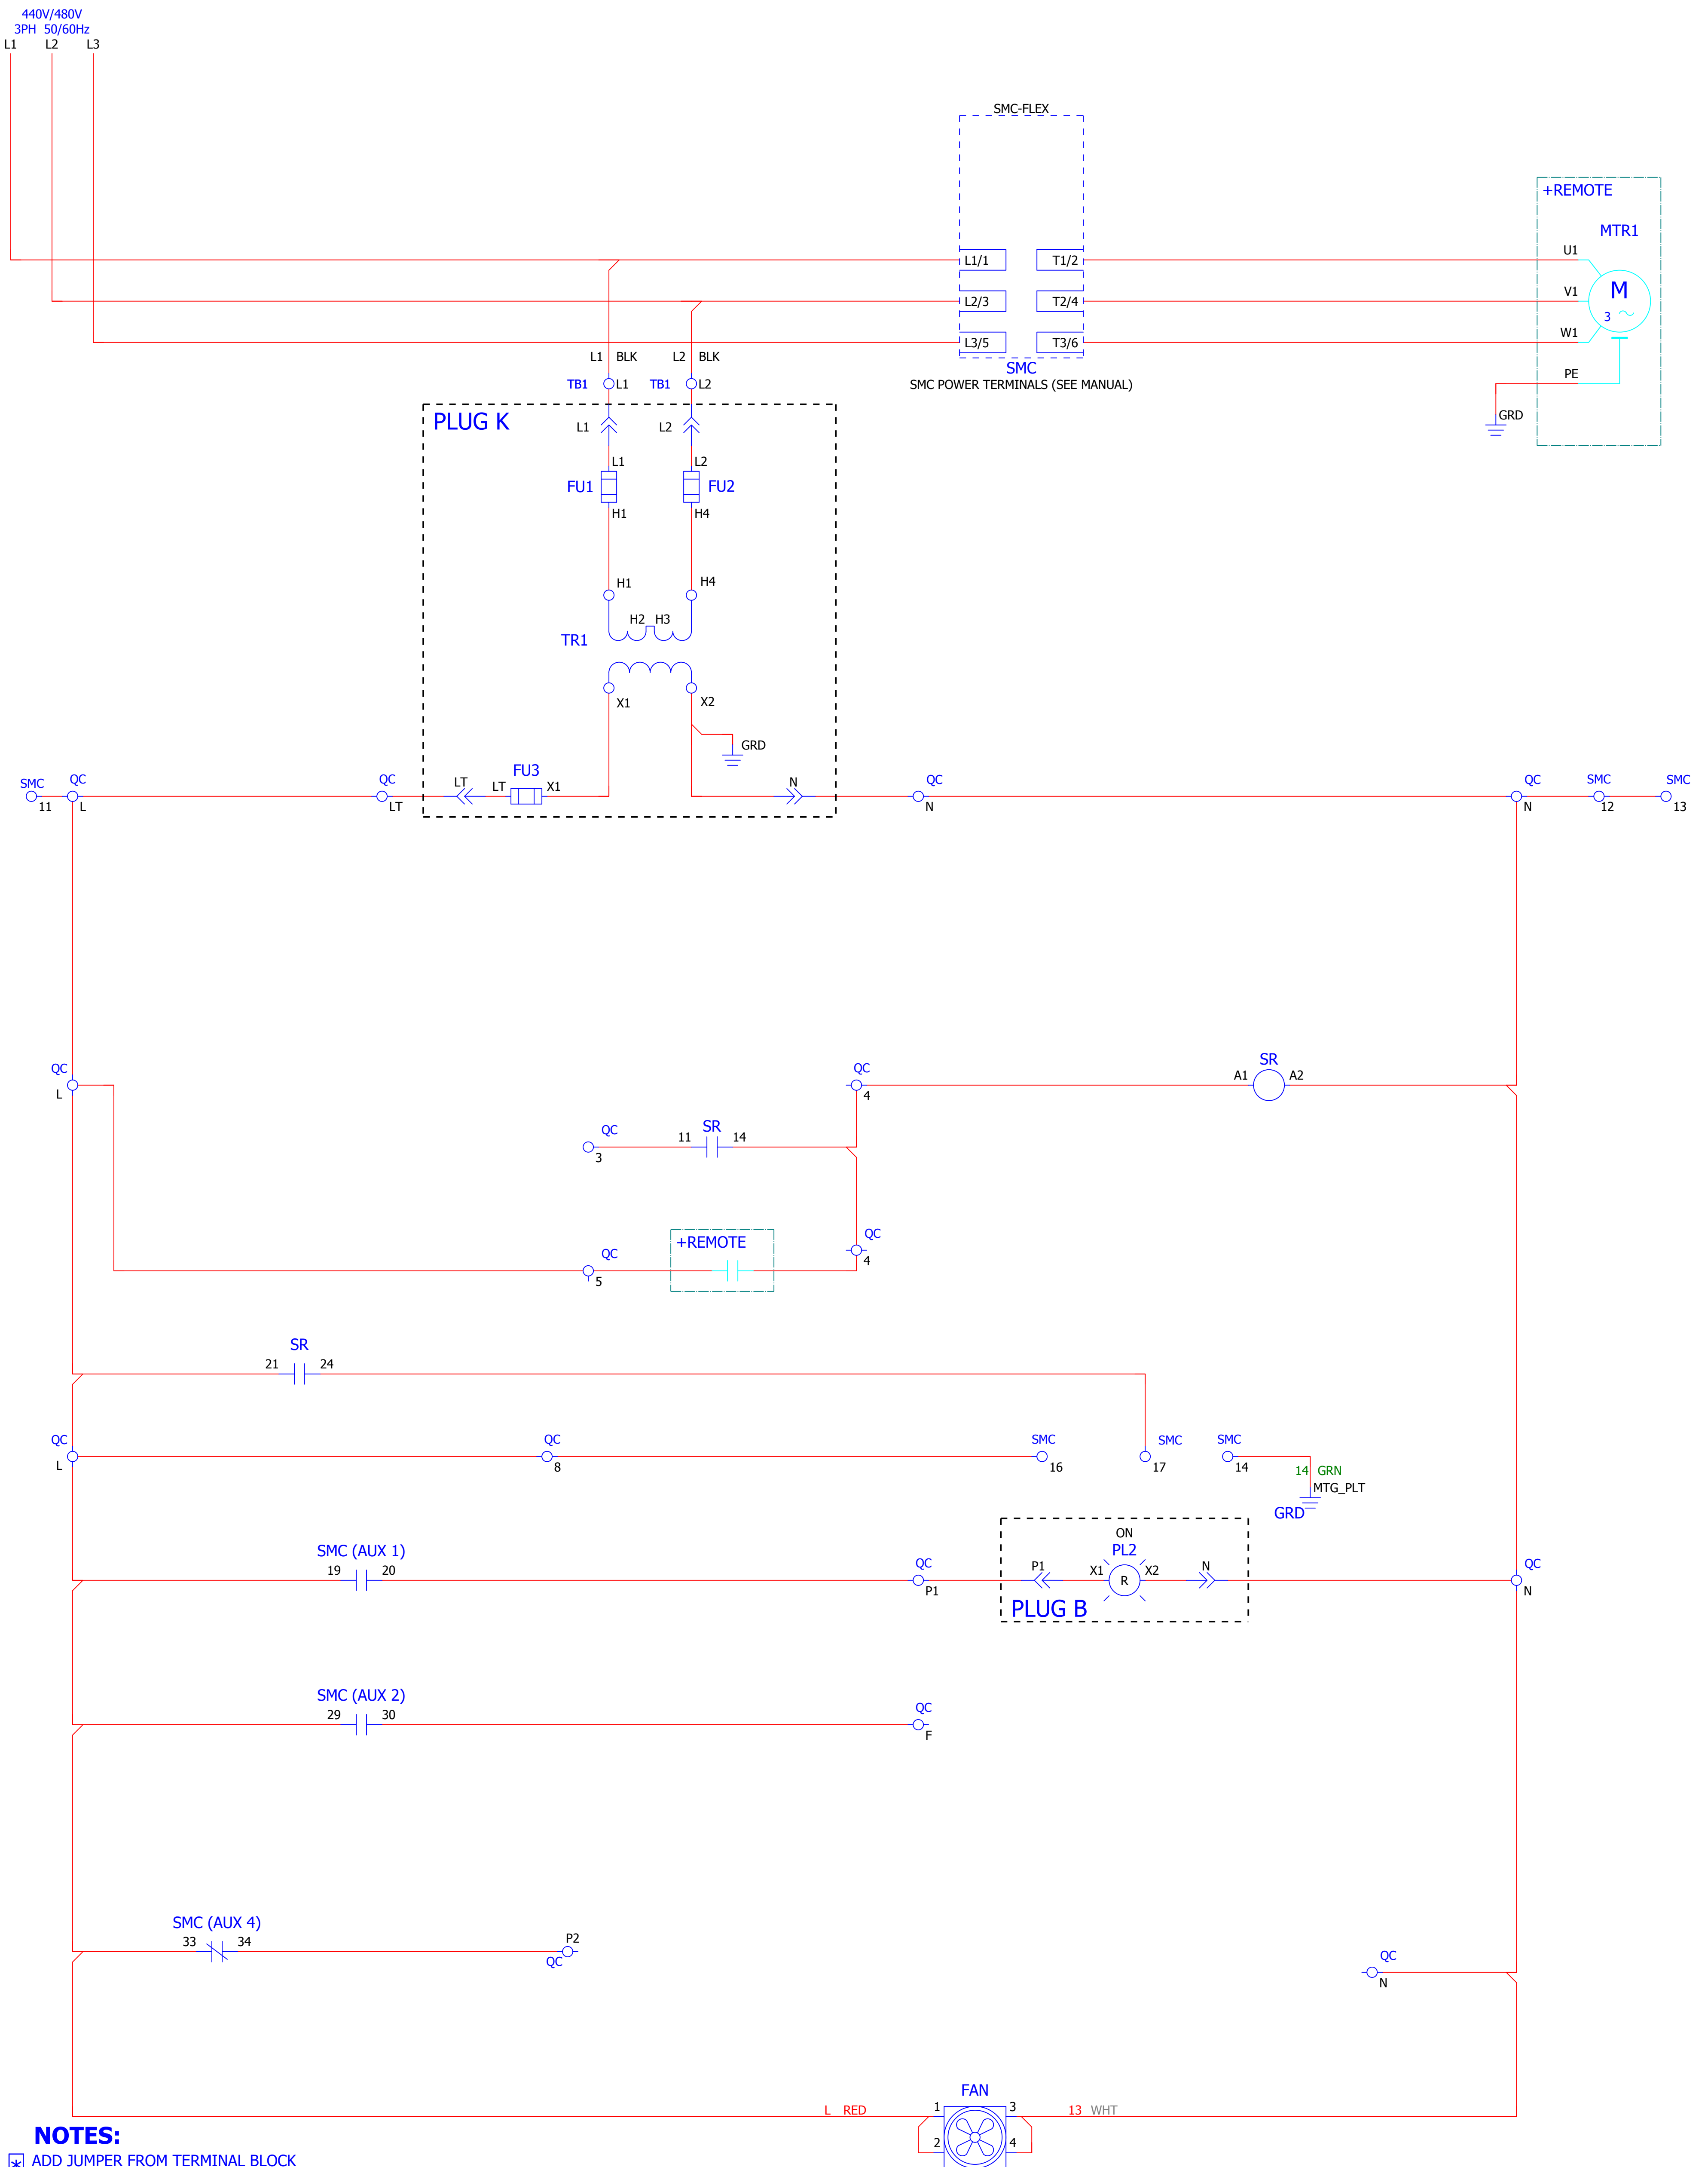 440V/480V
3PH 50/60Hz
L1 L2 L3
SMC-FLEX
+REMOTE
MTR1
L1/1 T1/2 U1
L2/3 T2/4 V1
M
3
L3/5 T3/6 W1
SMC
SMC POWER TERMINALS (SEE MANUAL)
PE
GRD
L1 BLK L2 BLK
TB1 L1 TB1 L2
PLUG K
L1 L2
L1 L2
FU1 FU2
H1 H4
H1 H4
H2 H3
TR1
X1 X2
GRD
FU3
SMC QC QC LT LT X1 N QC QC SMC SMC
11 L LT N N 12 13
QC QC SR
A1 A2
L 4
QC SR
11 14
3
+REMOTE
QC QC
5 4
SR
21 24
QC QC SMC SMC SMC
L 8 16 17 14
14 GRN
MTG_PLT
GRD
ON
SMC (AUX 1) PL2
19 20 QC P1 X1 R X2 N QC
P1 N
PLUG B
SMC (AUX 2)
29 30 QC
F
SMC (AUX 4)
33 34 P2
QC
QC
N
FAN
L RED 1 3 13 WHT
2 4
NOTES:
* ADD JUMPER FROM TERMINAL BLOCK